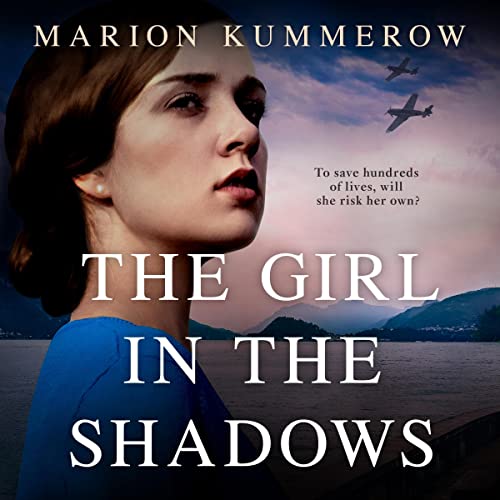 MARION KUMMEROW
To save hundreds
of lives, will
she risk her own?
THE GIRL
IN THE
SHADOWS